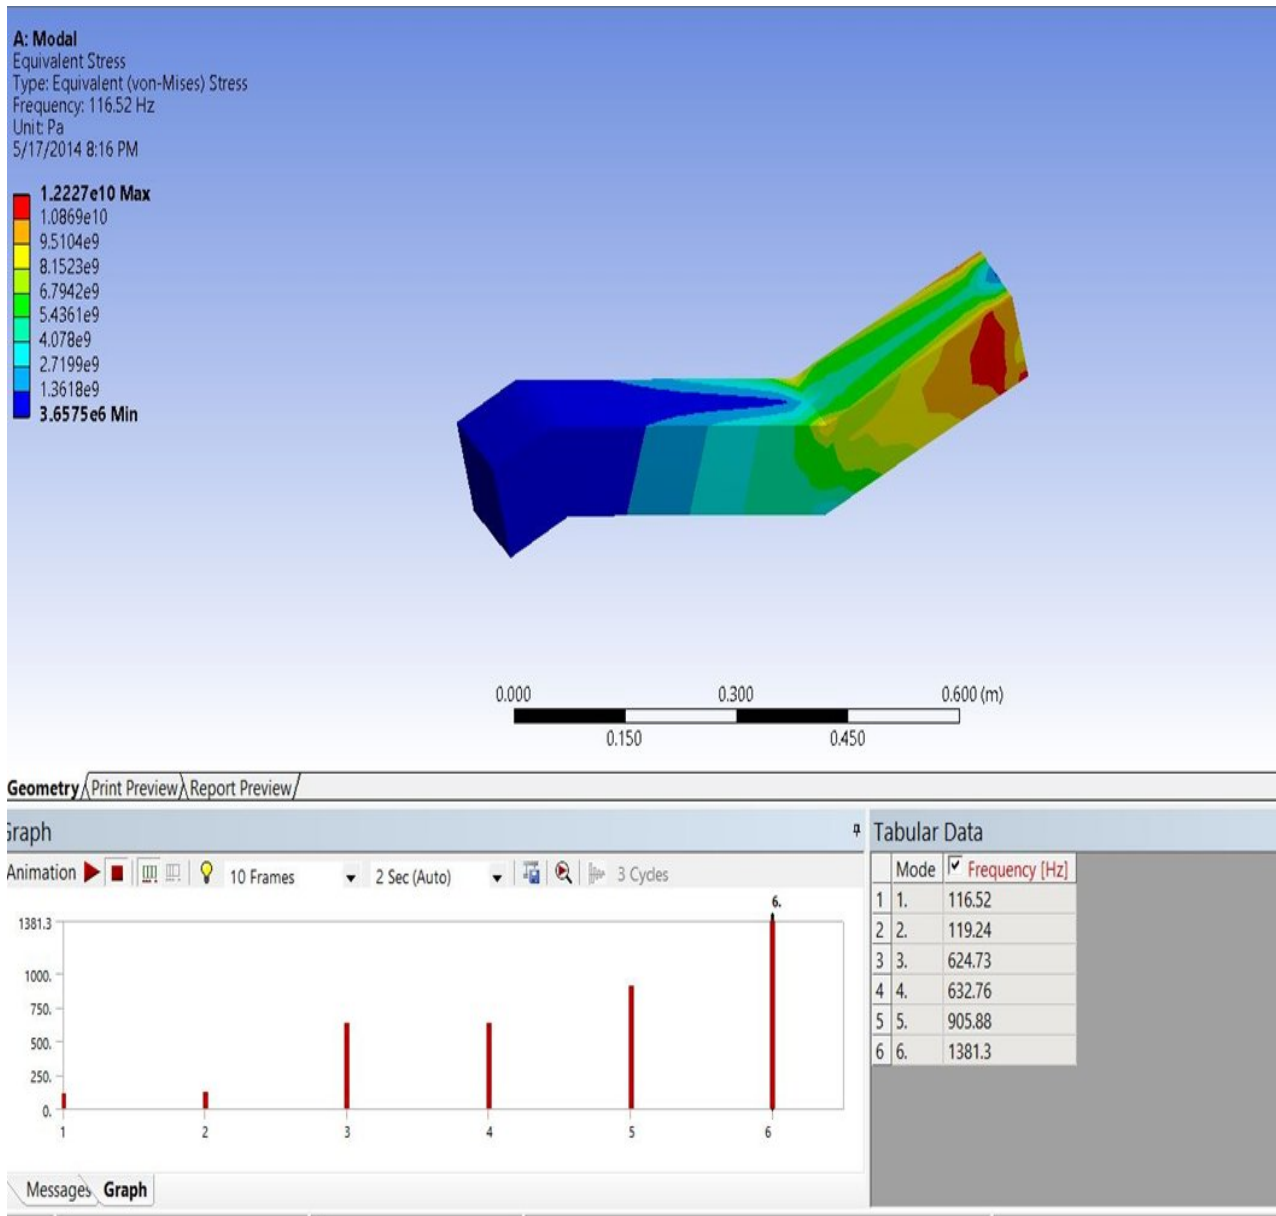 A: Modal
Equivalent Stress
Type: Equivalent (von-Mises) Stress
Frequency: 116.52 Hz
Unit: Pa
5/17/2014 8:16 PM
1.2227e10 Max
1.0869e10
9.5104e9
8.1523e9
6.7942e9
5.4361e9
4.078e9
2.7199e9
1.3618e9
3.6575e6 Min
0.000 0.300 0.600 (m)
0.150 0.450
Geometry Print Preview Report Preview
Graph Tabular Data
Animation 10 Frames 2 Sec (Auto) 3 Cycles
Mode Frequency [Hz]
1 1. 116.52
2 2. 119.24
3 3. 624.73
4 4. 632.76
5 5. 905.88
6 6. 1381.3
6.
1381.3
1000.
750.
500.
250.
0.
1 2 3 4 5 6
Messages Graph